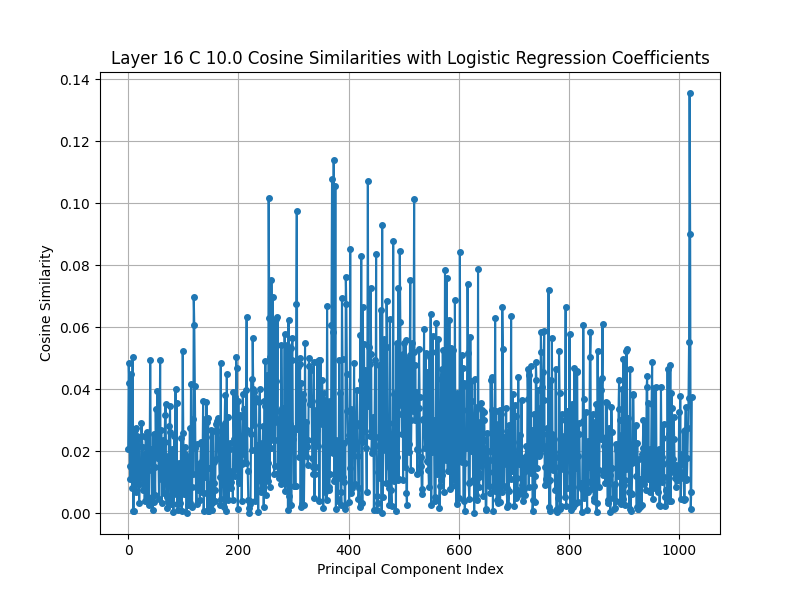 Layer 16 C 10.0 Cosine Similarities with Logistic Regression Coefficients
0.14
0.12
0.10
0.08
0.06
0.04
0.02
0.00
Cosine Similarity
0 200 400 600 800 1000
Principal Component Index